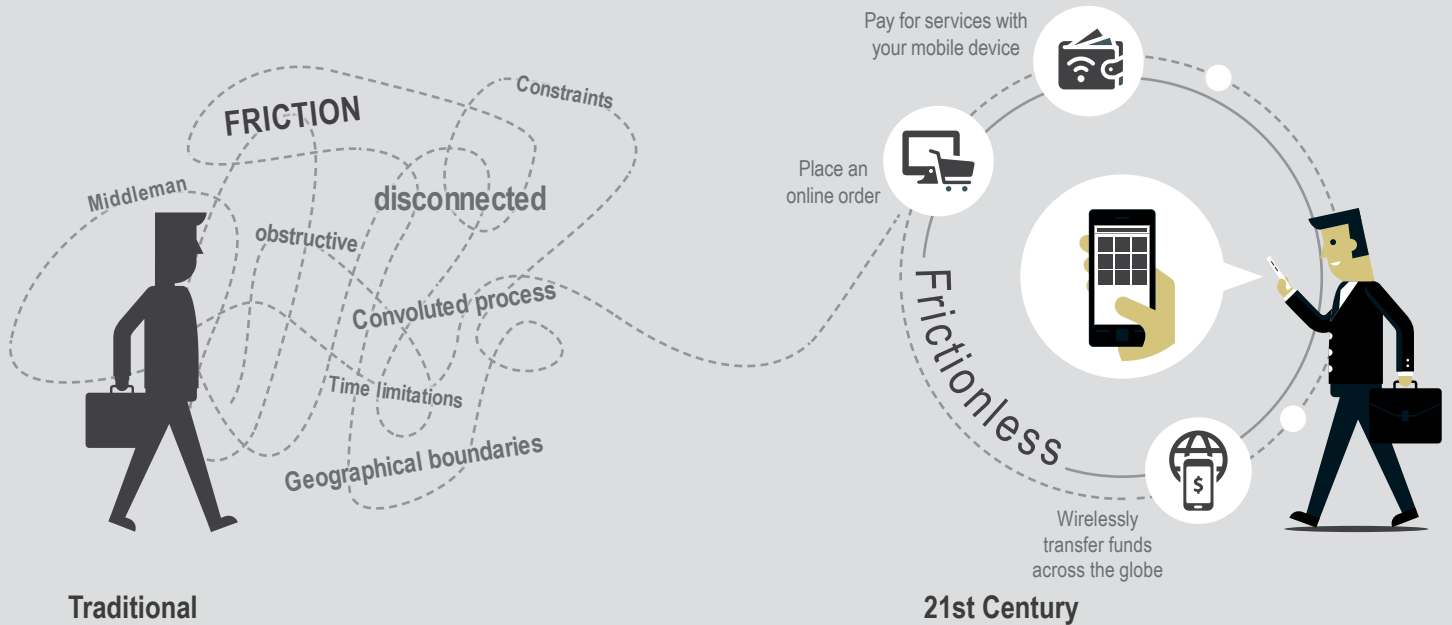 FRICTION
Constraints
Middleman
disconnected
obstructive
Convoluted process
Time limitations
Geographical boundaries
Traditional
Pay for services with
your mobile device
Place an
online order
Frictionless
$
Wirelessly
transfer funds
across the globe
21st Century